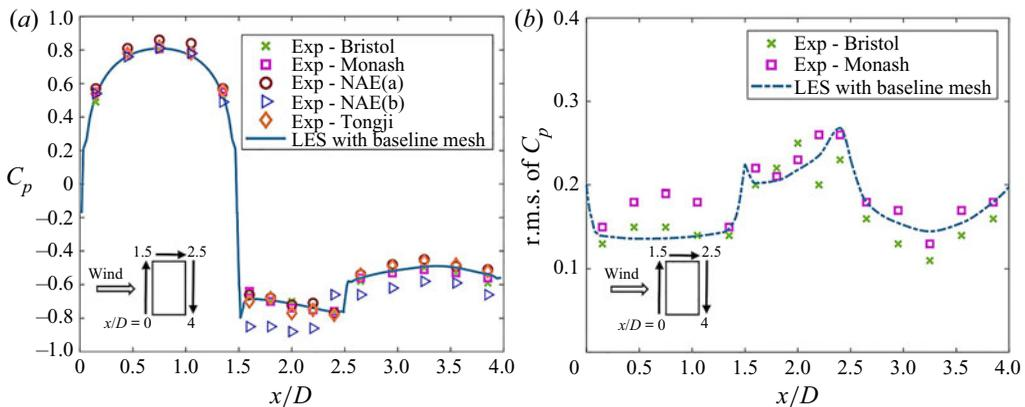 (a)
1.0
0.8
0.6
0.4
0.2
0
−0.2
−0.4
−0.6
−0.8
−1.0
C_p
Exp - Bristol
Exp - Monash
Exp - NAE(a)
Exp - NAE(b)
Exp - Tongji
LES with baseline mesh
1.5
2.5
Wind
x/D = 0
4
0
0.5
1.0
1.5
2.0
2.5
3.0
3.5
4.0
x/D
(b)
0.4
0.3
0.2
0.1
r.m.s. of C_p
Exp - Bristol
Exp - Monash
LES with baseline mesh
1.5
2.5
Wind
x/D = 0
4
0
0.5
1.0
1.5
2.0
2.5
3.0
3.5
4.0
x/D